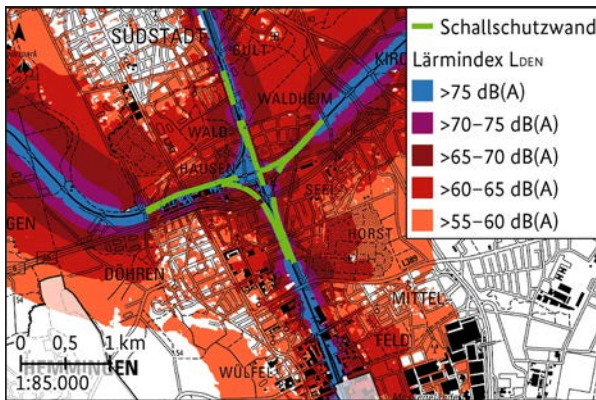 SÜDSTADT
BULT
KIRC
WALDHEIM
WALD-
HAUSEN
SEEL-
GEN
HORST
DÖHREN
MITTEL-
FELD
WÜLFEL
HEMMINGEN
0 0,5 1 km
1:85.000
Schallschutzwand
Lärmindex LDEN
>75 dB(A)
>70–75 dB(A)
>65–70 dB(A)
>60–65 dB(A)
>55–60 dB(A)